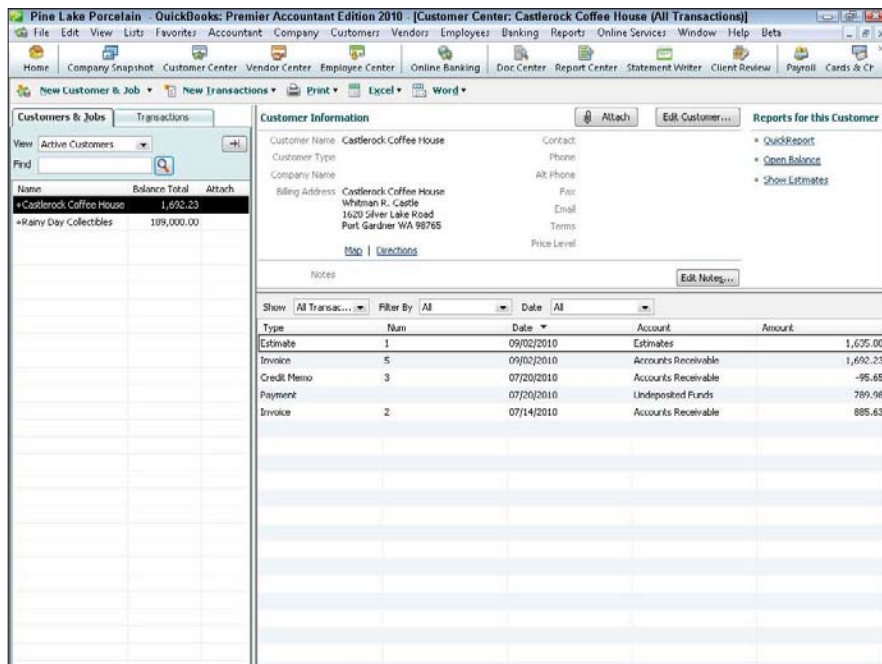 Pine Lake Porcelain - QuickBooks: Premier Accountant Edition 2010 - [Customer Center: Castlerock Coffee House (All Transactions)]
File Edit View Lists Favorites Accountant Company Customers Vendors Employees Banking Reports Online Services Window Help Beta
Home Company Snapshot Customer Center Vendor Center Employee Center Online Banking Doc Center Report Center Statement Writer Client Review Payroll Cards & Cr
New Customer & Job New Transactions Print Excel Word
Customers & Jobs Transactions
View Active Customers
Find
Name Balance Total Attach
Castlerock Coffee House 1,692.23
Rainy Day Collectibles 189,000.00
Customer Information Attach Edit Customer... Reports for this Customer
Customer Name Castlerock Coffee House Contact QuickReport
Customer Type Phone Open Balance
Company Name Alt Phone Show Estimates
Billing Address Castlerock Coffee House Fax
Whitman R. Castle Email
1620 Silver Lake Road Terms
Port Gardner WA 98765 Price Level
Map | Directions
Notes Edit Notes...
Show All Transac... Filter By All Date All
Type Num Date Account Amount
Estimate 1 09/02/2010 Estimates 1,635.00
Invoice 5 09/02/2010 Accounts Receivable 1,692.23
Credit Memo 3 07/20/2010 Accounts Receivable -95.65
Payment 07/20/2010 Undeposited Funds 789.98
Invoice 2 07/14/2010 Accounts Receivable 885.63